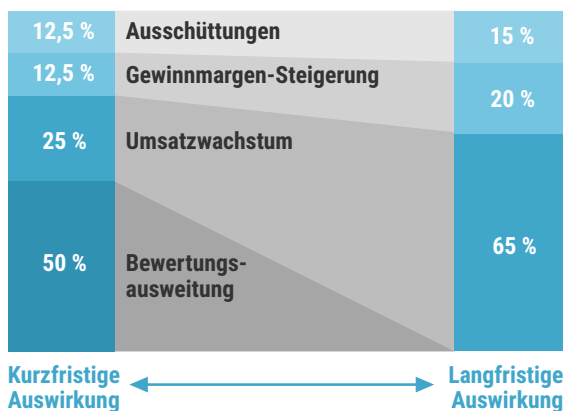 12,5 % Ausschüttungen 15 %
12,5 % Gewinnmargen-Steigerung
20 %
25 % Umsatzwachstum
65 %
50 % Bewertungs-
ausweitung
Kurzfristige
Auswirkung
Langfristige
Auswirkung